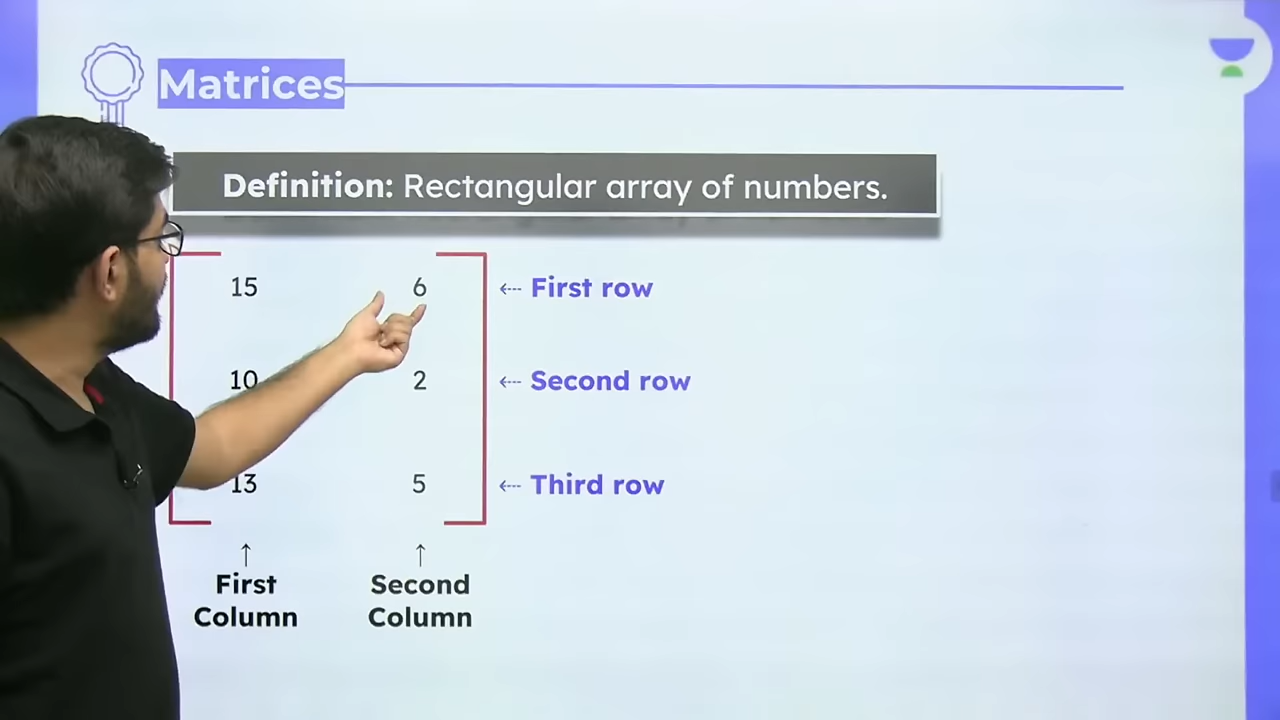 Matrices
Definition: Rectangular array of numbers.
15 6 ⇠ First row
10 2 ⇠ Second row
13 5 ⇠ Third row
↑ ↑
First Second
Column Column